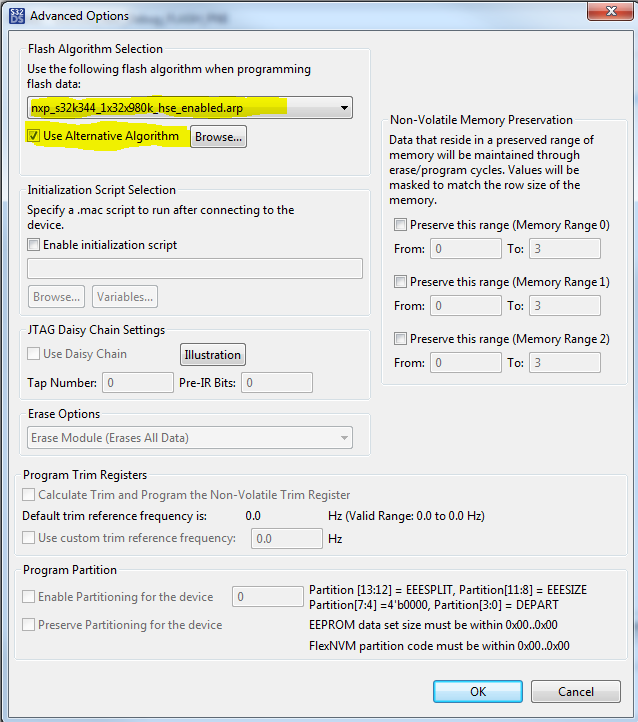 S32
DS
Advanced Options
Flash Algorithm Selection
Use the following flash algorithm when programming
flash data:
nxp_s32k344_1x32x980k_hse_enabled.arp
Use Alternative Algorithm
Browse...
Initialization Script Selection
Specify a .mac script to run after connecting to the
device.
Enable initialization script
Browse...
Variables...
JTAG Daisy Chain Settings
Use Daisy Chain
Illustration
Tap Number: 0
Pre-IR Bits: 0
Erase Options
Erase Module (Erases All Data)
Non-Volatile Memory Preservation
Data that reside in a preserved range of
memory will be maintained through
erase/program cycles. Values will be
masked to match the row size of the
memory.
Preserve this range (Memory Range 0)
From: 0 To: 3
Preserve this range (Memory Range 1)
From: 0 To: 3
Preserve this range (Memory Range 2)
From: 0 To: 3
Program Trim Registers
Calculate Trim and Program the Non-Volatile Trim Register
Default trim reference frequency is: 0.0 Hz (Valid Range: 0.0 to 0.0 Hz)
Use custom trim reference frequency: 0.0 Hz
Program Partition
Enable Partitioning for the device 0
Partition [13:12] = EEESPLIT, Partition[11:8] = EEESIZE
Partition[7:4] =4'b0000, Partition[3:0] = DEPART
Preserve Partitioning for the device
EEPROM data set size must be within 0x00..0x00
FlexNVM partition code must be within 0x00..0x00
OK
Cancel